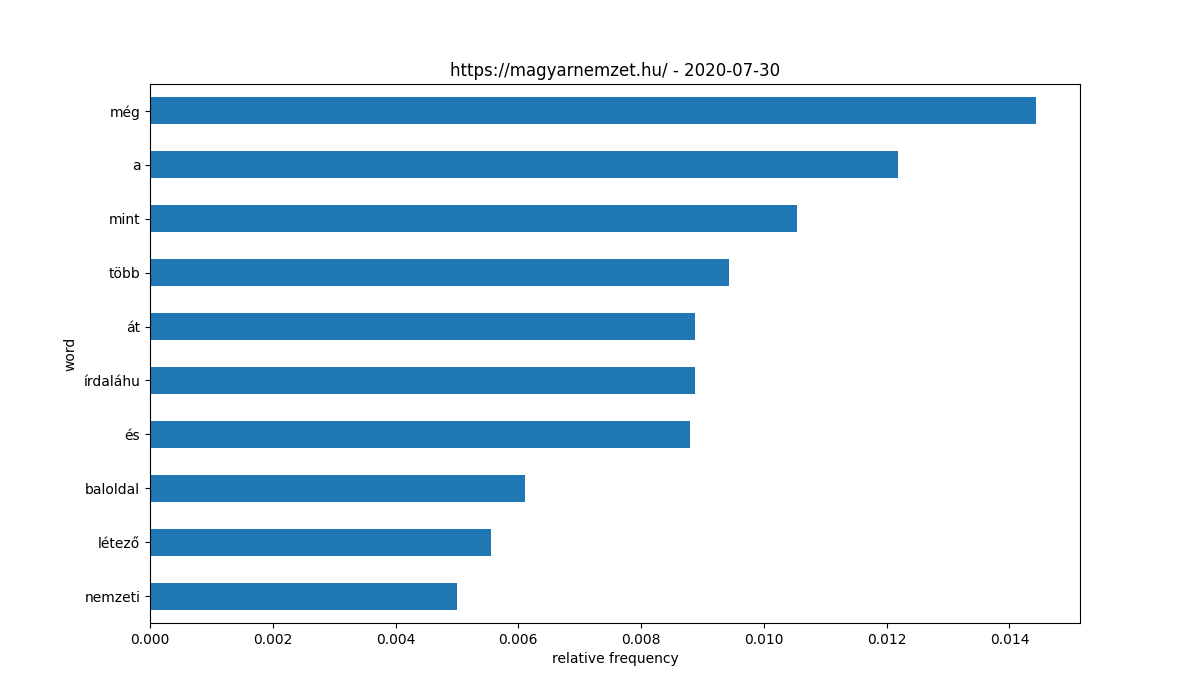 https://magyarnemzet.hu/ - 2020-07-30
még
a
mint
több
át
írdaláhu
és
baloldal
létező
nemzeti
word
0.000 0.002 0.004 0.006 0.008 0.010 0.012 0.014
relative frequency